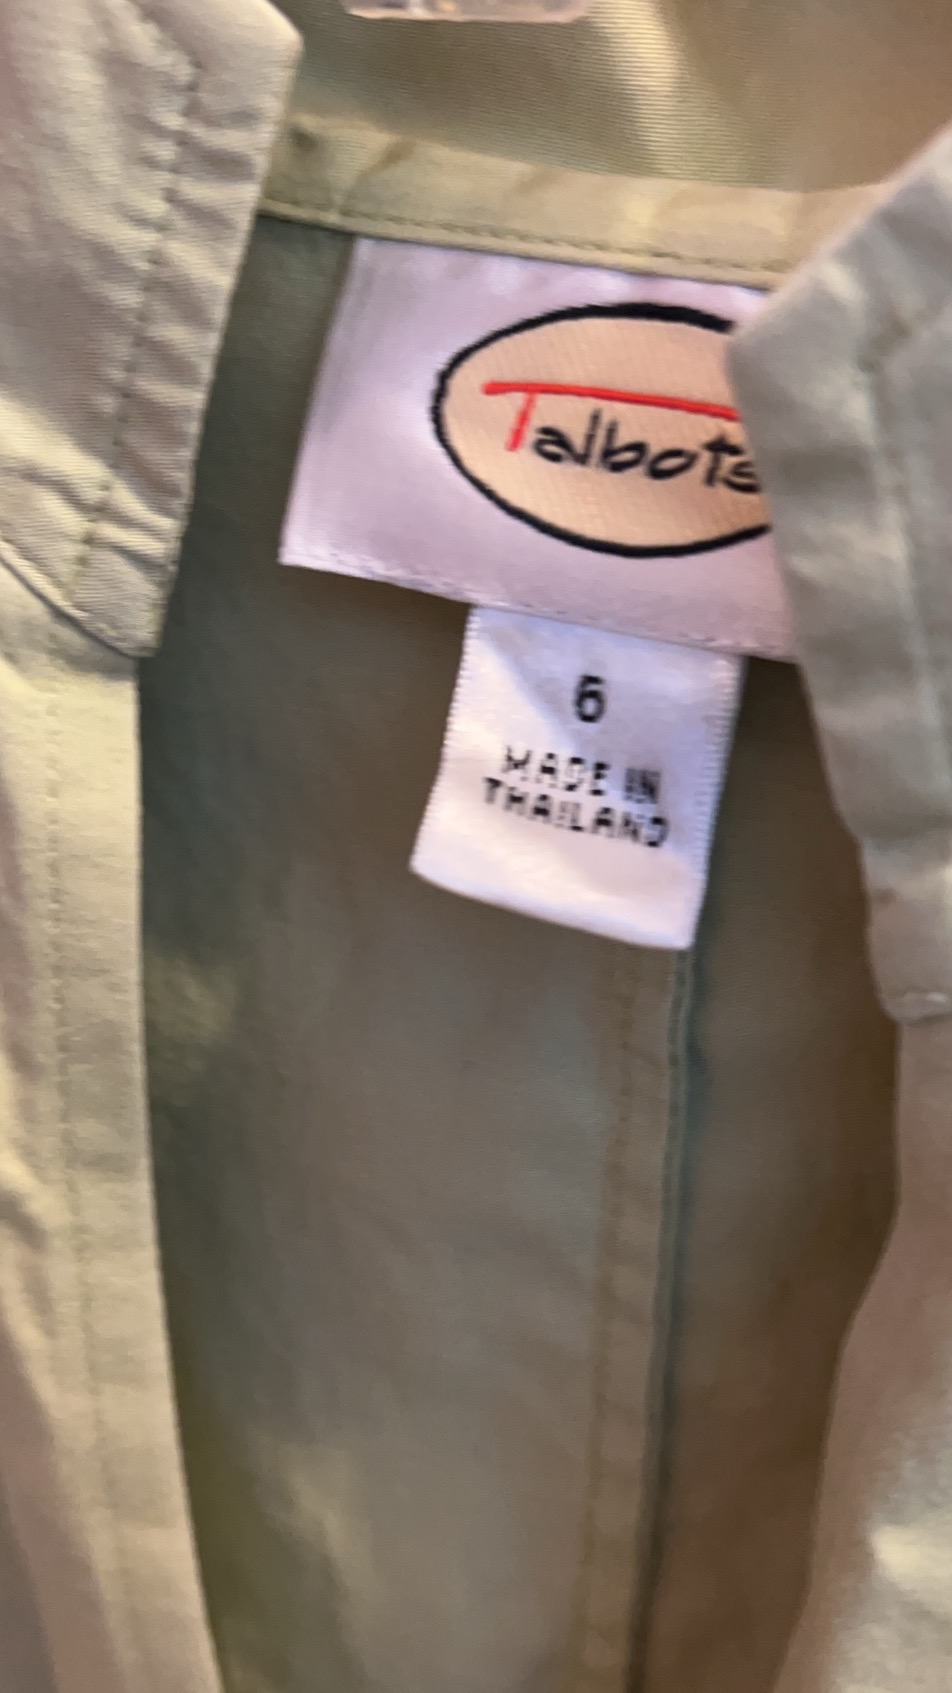 Talbots
6
MADE IN
THAILAND